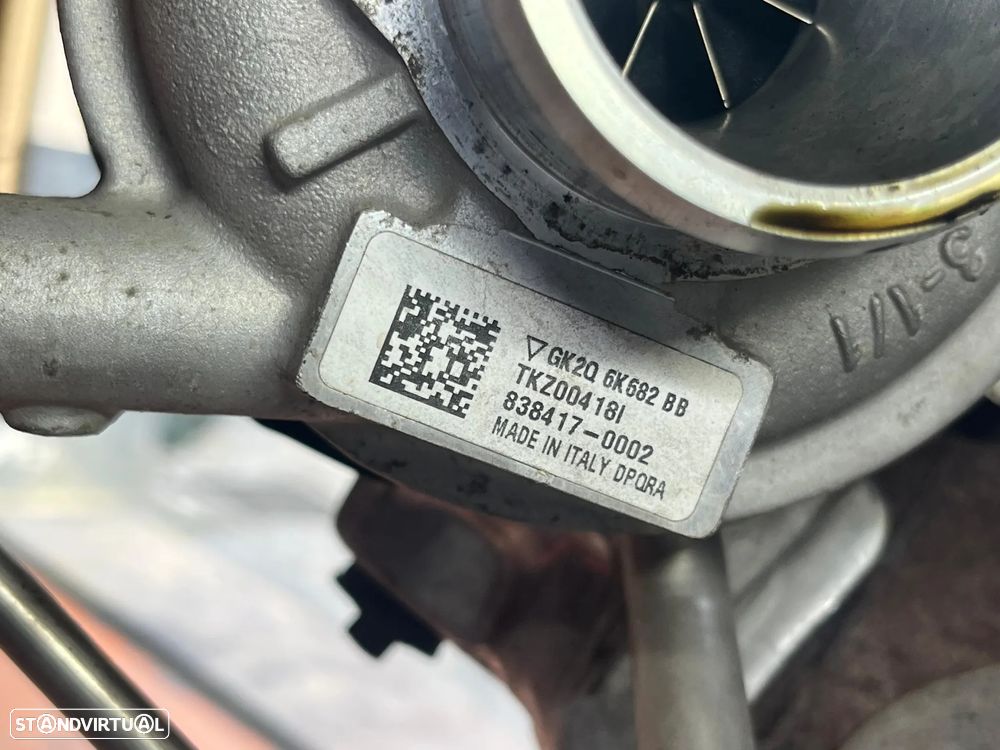 3-1/1
▽ GK2Q 6K682 BB
TKZ00418I
838417-0002
MADE IN ITALY DPQRA
STANDVIRTUAL